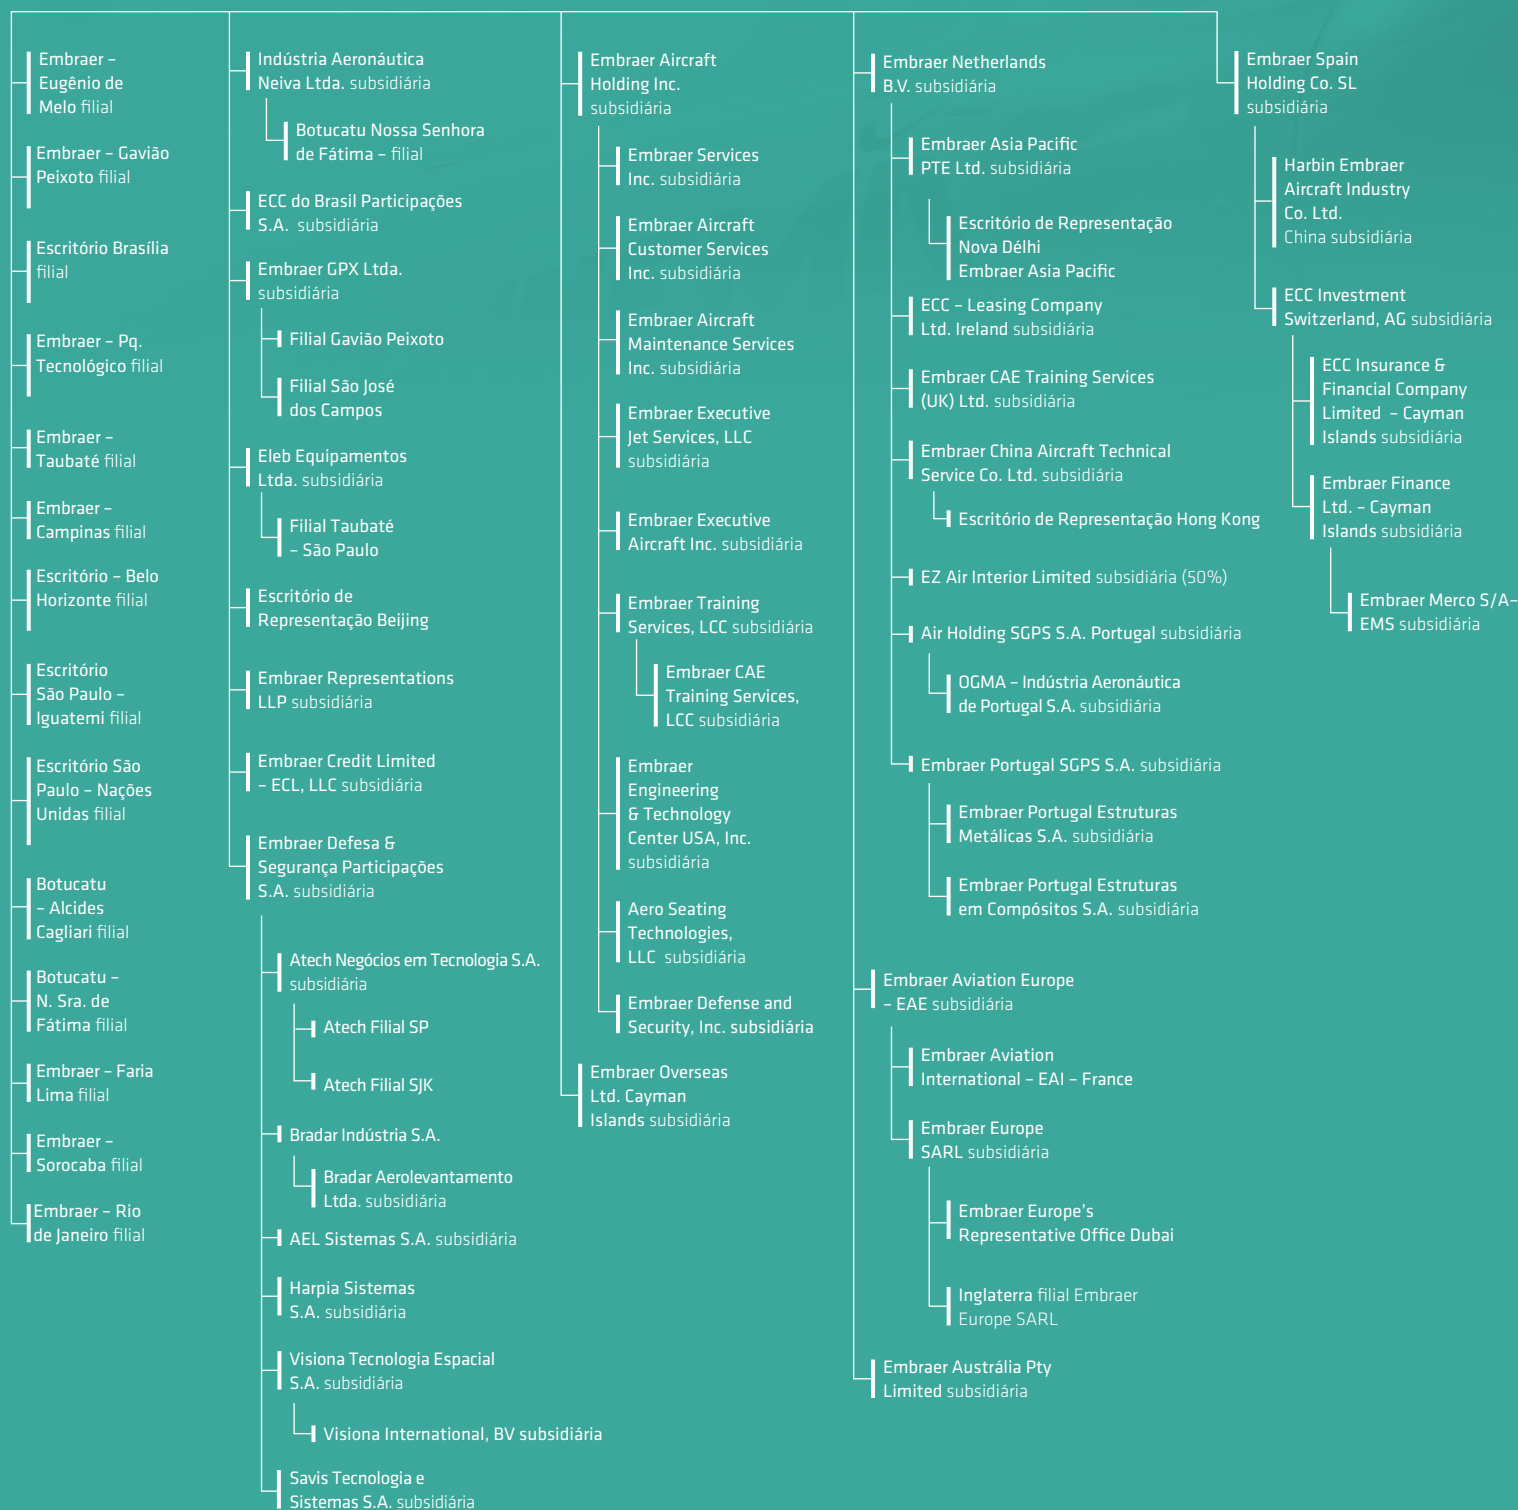 Embraer –
Eugênio de
Melo filial
Embraer – Gavião
Peixoto filial
Escritório Brasília
filial
Embraer – Pq.
Tecnológico filial
Embraer –
Taubaté filial
Embraer –
Campinas filial
Escritório – Belo
Horizonte filial
Escritório
São Paulo –
Iguatemi filial
Escritório São
Paulo – Nações
Unidas filial
Botucatu
– Alcides
Cagliari filial
Botucatu –
N. Sra. de
Fátima filial
Embraer – Faria
Lima filial
Embraer –
Sorocaba filial
Embraer – Rio
de Janeiro filial
Indústria Aeronáutica
Neiva Ltda. subsidiária
Botucatu Nossa Senhora
de Fátima – filial
ECC do Brasil Participações
S.A. subsidiária
Embraer GPX Ltda.
subsidiária
Filial Gavião Peixoto
Filial São José
dos Campos
Eleb Equipamentos
Ltda. subsidiária
Filial Taubaté
– São Paulo
Escritório de
Representação Beijing
Embraer Representations
LLP subsidiária
Embraer Credit Limited
– ECL, LLC subsidiária
Embraer Defesa &
Segurança Participações
S.A. subsidiária
Atech Negócios em Tecnologia S.A.
subsidiária
Atech Filial SP
Atech Filial SJK
Bradar Indústria S.A.
Bradar Aerolevantamento
Ltda. subsidiária
AEL Sistemas S.A. subsidiária
Harpia Sistemas
S.A. subsidiária
Visiona Tecnologia Espacial
S.A. subsidiária
Visiona International, BV subsidiária
Savis Tecnologia e
Sistemas S.A. subsidiária
Embraer Aircraft
Holding Inc.
subsidiária
Embraer Services
Inc. subsidiária
Embraer Aircraft
Customer Services
Inc. subsidiária
Embraer Aircraft
Maintenance Services
Inc. subsidiária
Embraer Executive
Jet Services, LLC
subsidiária
Embraer Executive
Aircraft Inc. subsidiária
Embraer Training
Services, LCC subsidiária
Embraer CAE
Training Services,
LCC subsidiária
Embraer
Engineering
& Technology
Center USA, Inc.
subsidiária
Aero Seating
Technologies,
LLC subsidiária
Embraer Defense and
Security, Inc. subsidiária
Embraer Overseas
Ltd. Cayman
Islands subsidiária
Embraer Netherlands
B.V. subsidiária
Embraer Asia Pacific
PTE Ltd. subsidiária
Escritório de Representação
Nova Délhi
Embraer Asia Pacific
ECC – Leasing Company
Ltd. Ireland subsidiária
Embraer CAE Training Services
(UK) Ltd. subsidiária
Embraer China Aircraft Technical
Service Co. Ltd. subsidiária
Escritório de Representação Hong Kong
EZ Air Interior Limited subsidiária (50%)
Air Holding SGPS S.A. Portugal subsidiária
OGMA – Indústria Aeronáutica
de Portugal S.A. subsidiária
Embraer Portugal SGPS S.A. subsidiária
Embraer Portugal Estruturas
Metálicas S.A. subsidiária
Embraer Portugal Estruturas
em Compósitos S.A. subsidiária
Embraer Aviation Europe
– EAE subsidiária
Embraer Aviation
International – EAI – France
Embraer Europe
SARL subsidiária
Embraer Europe's
Representative Office Dubai
Inglaterra filial Embraer
Europe SARL
Embraer Austrália Pty
Limited subsidiária
Embraer Spain
Holding Co. SL
subsidiária
Harbin Embraer
Aircraft Industry
Co. Ltd.
China subsidiária
ECC Investment
Switzerland, AG subsidiária
ECC Insurance &
Financial Company
Limited – Cayman
Islands subsidiária
Embraer Finance
Ltd. – Cayman
Islands subsidiária
Embraer Merco S/A–
EMS subsidiária